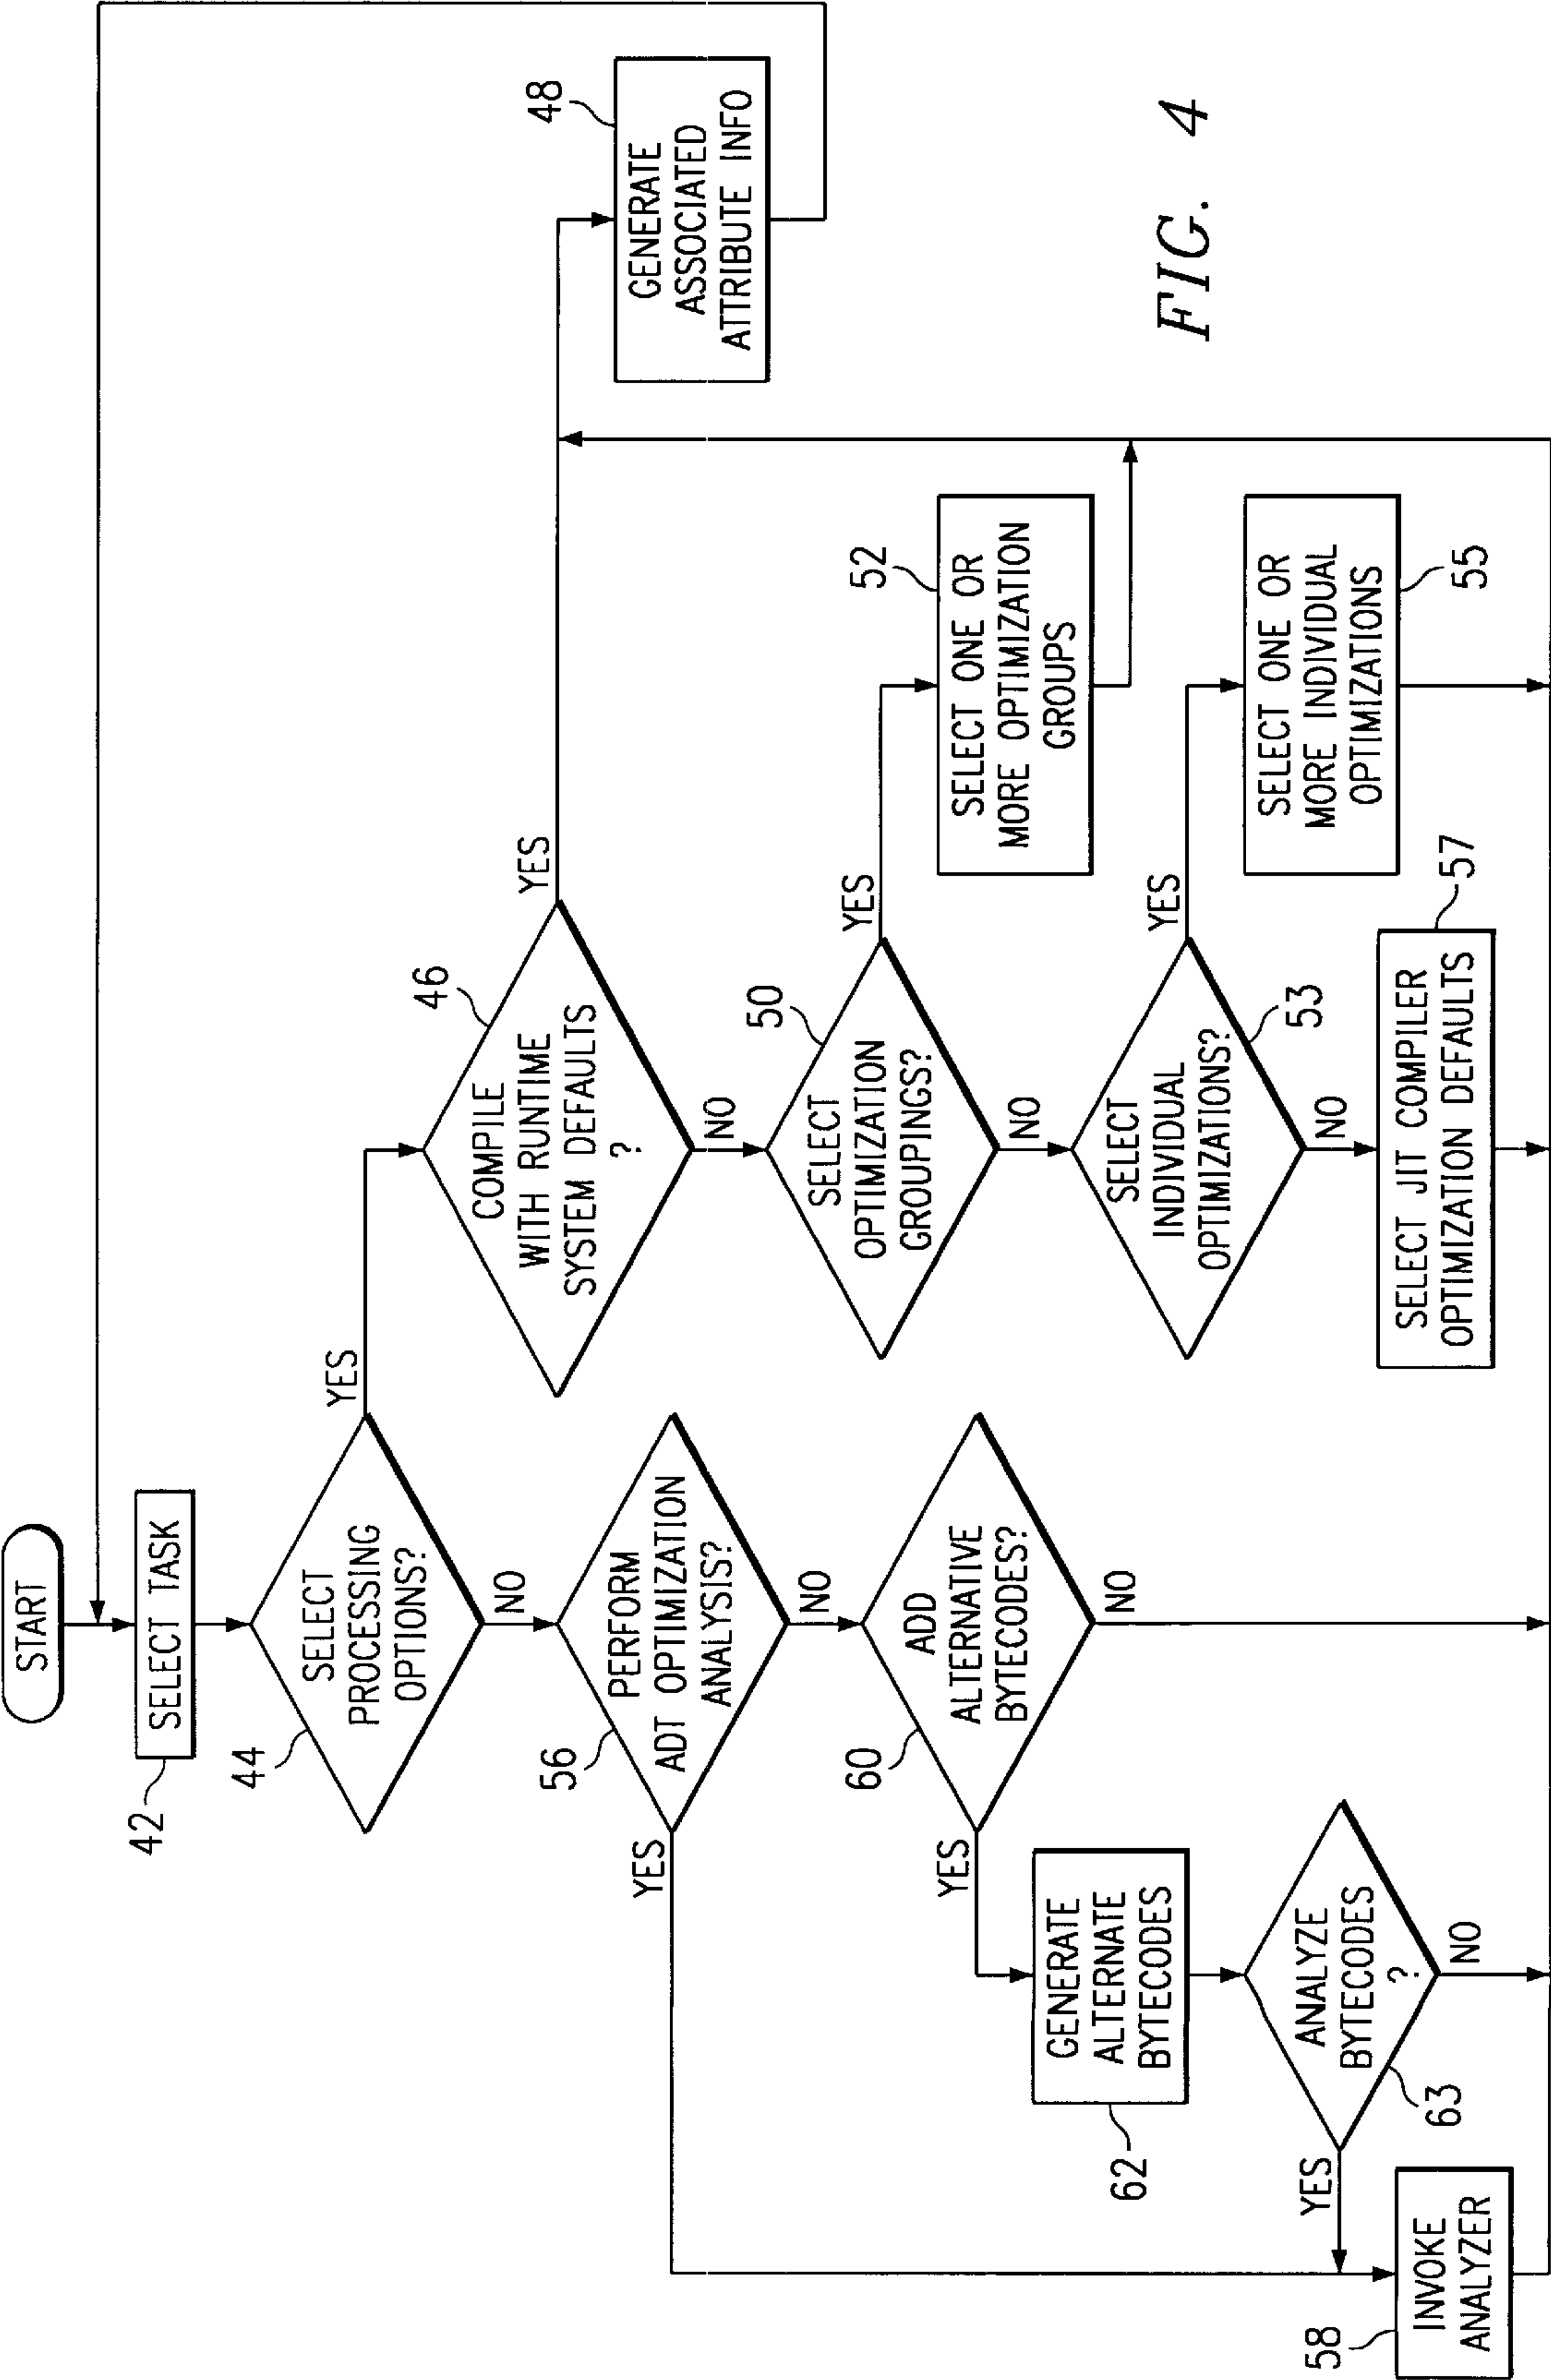 START
SELECT TASK
42
SELECT
PROCESSING
OPTIONS?
44
YES
NO
COMPILE
WITH RUNTIME
SYSTEM DEFAULTS
?
46
YES
NO
GENERATE
ASSOCIATED
ATTRIBUTE INFO
48
PERFORM
ADT OPTIMIZATION
ANALYSIS?
56
YES
NO
SELECT
OPTIMIZATION
GROUPINGS?
50
YES
NO
SELECT ONE OR
MORE OPTIMIZATION
GROUPS
52
ADD
ALTERNATIVE
BYTECODES?
60
YES
NO
SELECT
INDIVIDUAL
OPTIMIZATIONS?
53
YES
NO
SELECT ONE OR
MORE INDIVIDUAL
OPTIMIZATIONS
55
GENERATE
ALTERNATE
BYTECODES
62
ANALYZE
BYTECODES
?
63
YES
NO
SELECT JIT COMPILER
OPTIMIZATION DEFAULTS
57
INVOKE
ANALYZER
58
FIG. 4